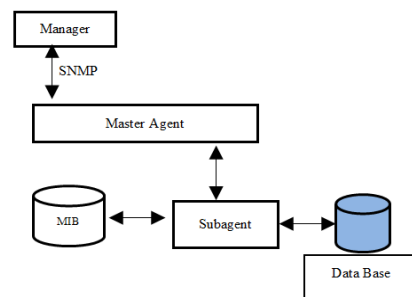 Manager
SNMP
Master Agent
MIB
Subagent
Data Base